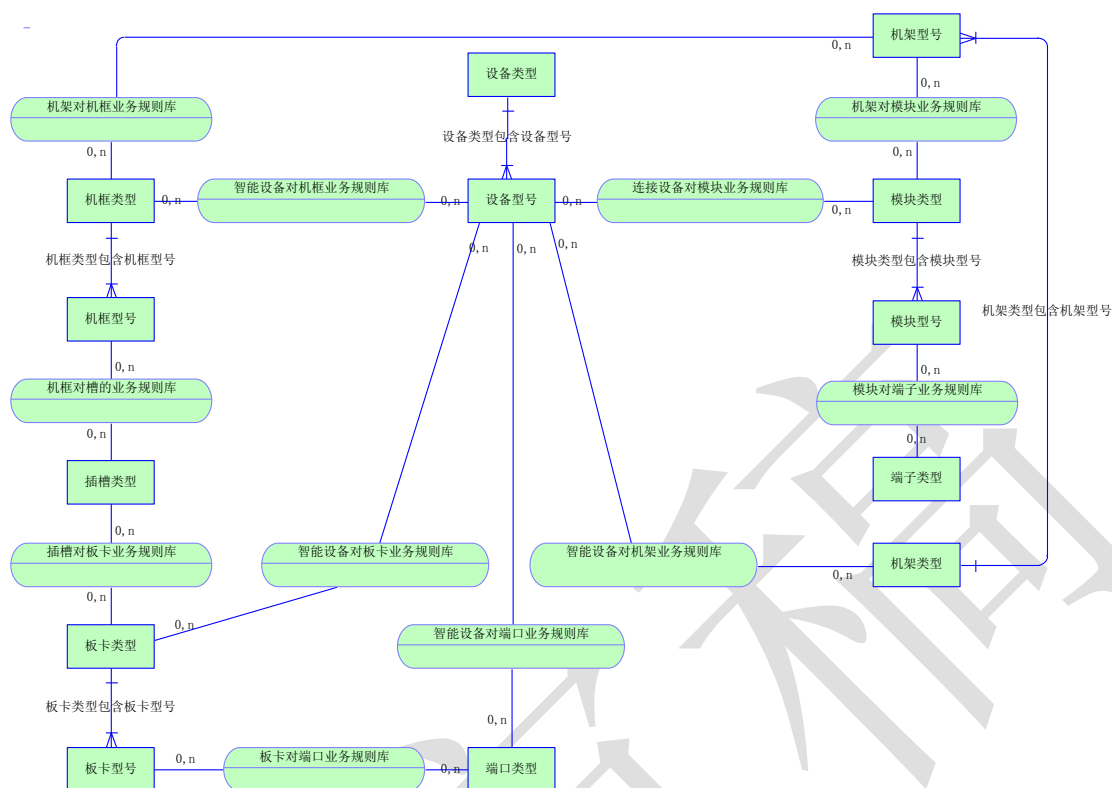 机架型号
0,n
设备类型
0,n
机架对机框业务规则库
机架对模块业务规则库
设备类型包含设备型号
0,n
0,n
机框类型
0,n
智能设备对机框业务规则库
0,n
设备型号
0,n
连接设备对模块业务规则库
0,n
模块类型
0,n
0,n
0,n
机框类型包含机框型号
模块类型包含模块型号
机框型号
模块型号
机架类型包含机架型号
0,n
0,n
机框对槽的业务规则库
模块对端子业务规则库
0,n
0,n
插槽类型
端子类型
0,n
插槽对板卡业务规则库
智能设备对板卡业务规则库
智能设备对机架业务规则库
机架类型
0,n
0,n
0,n
智能设备对端口业务规则库
板卡类型
板卡类型包含板卡型号
0,n
板卡型号
0,n
板卡对端口业务规则库
0,n
端口类型
稿